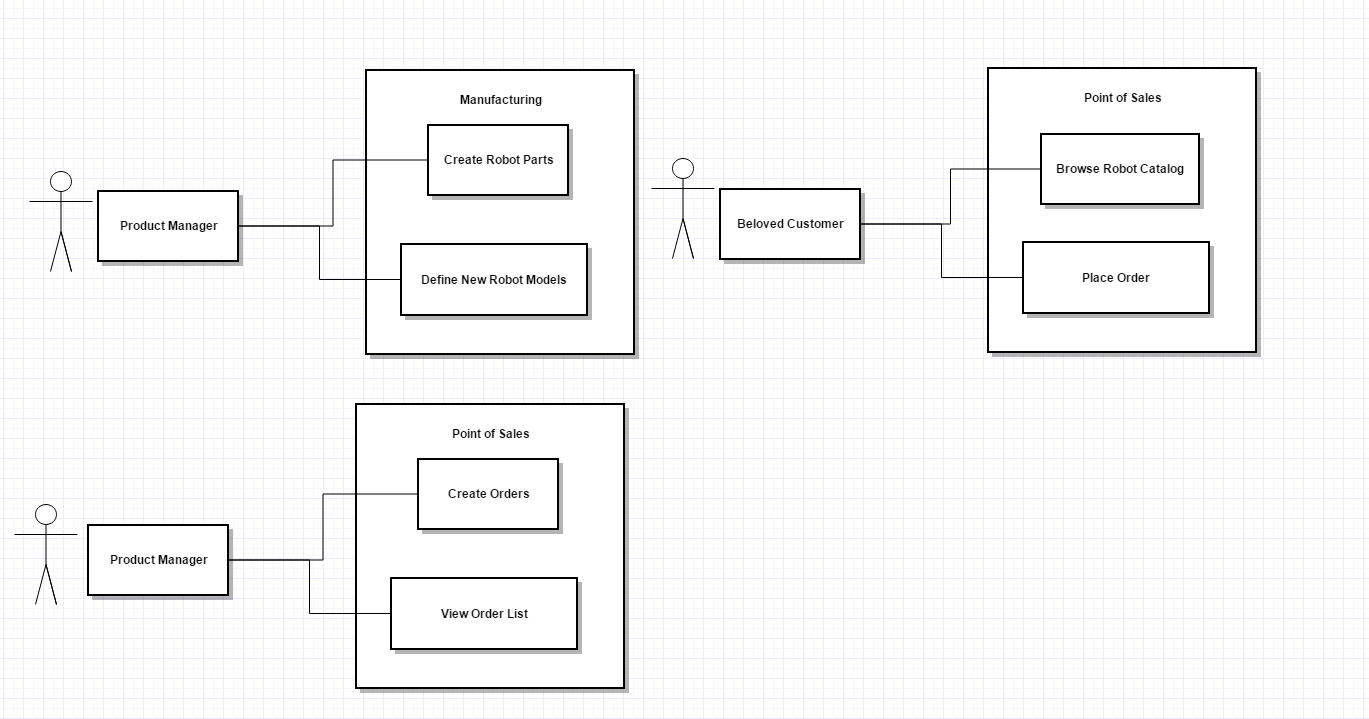 Manufacturing
Create Robot Parts
Product Manager
Define New Robot Models
Point of Sales
Browse Robot Catalog
Beloved Customer
Place Order
Point of Sales
Create Orders
Product Manager
View Order List